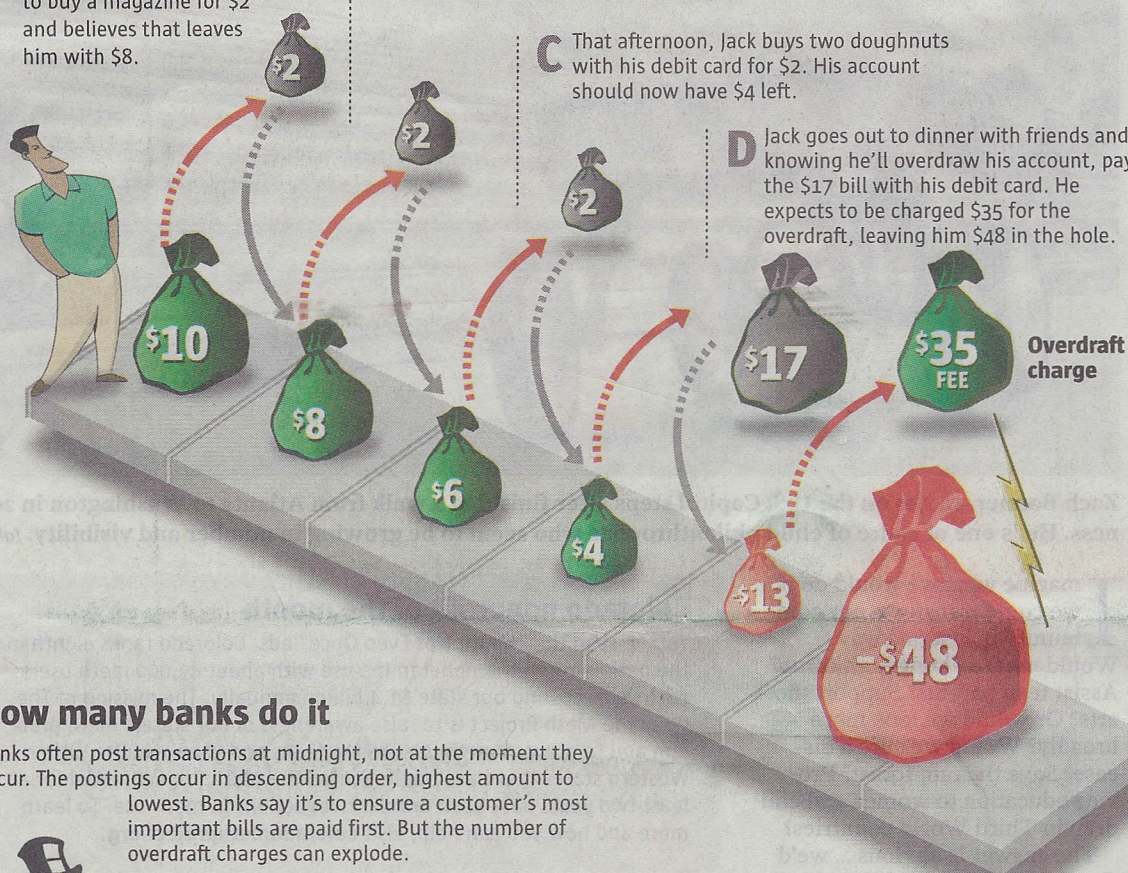 to buy a magazine for $2
and believes that leaves
him with $8.
C That afternoon, Jack buys two doughnuts
with his debit card for $2. His account
should now have $4 left.
D Jack goes out to dinner with friends and
knowing he'll overdraw his account, pay
the $17 bill with his debit card. He
expects to be charged $35 for the
overdraft, leaving him $48 in the hole.
$2
$2
$2
$17
$35
FEE
Overdraft
charge
$10
$8
$6
$4
$13
-$48
ow many banks do it
nks often post transactions at midnight, not at the moment they
cur. The postings occur in descending order, highest amount to
lowest. Banks say it's to ensure a customer's most
important bills are paid first. But the number of
overdraft charges can explode.